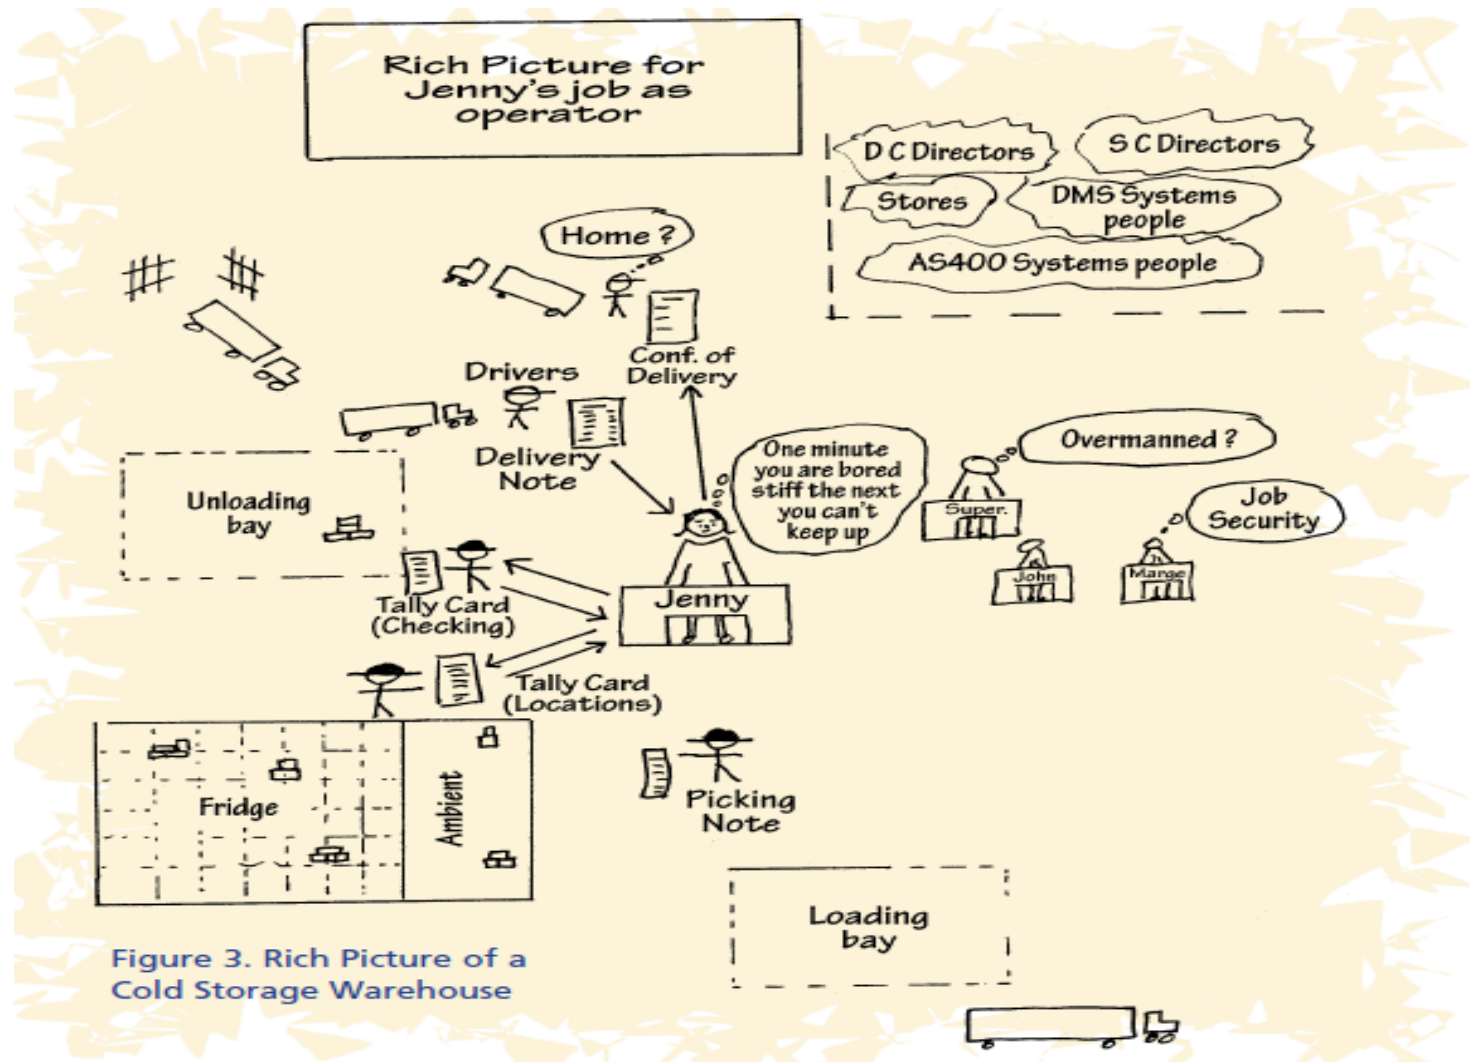 Rich Picture for
Jenny's job as
operator
D C Directors
S C Directors
Stores
DMS Systems
people
AS400 Systems people
Home ?
Conf. of
Delivery
Drivers
Delivery
Note
One minute
you are bored
stiff the next
you can't
keep up
Overmanned ?
Super.
Job
Security
John
Marge
Unloading
bay
Jenny
Tally Card
(Checking)
Tally Card
(Locations)
Fridge
Ambient
Picking
Note
Loading
bay
Figure 3. Rich Picture of a
Cold Storage Warehouse